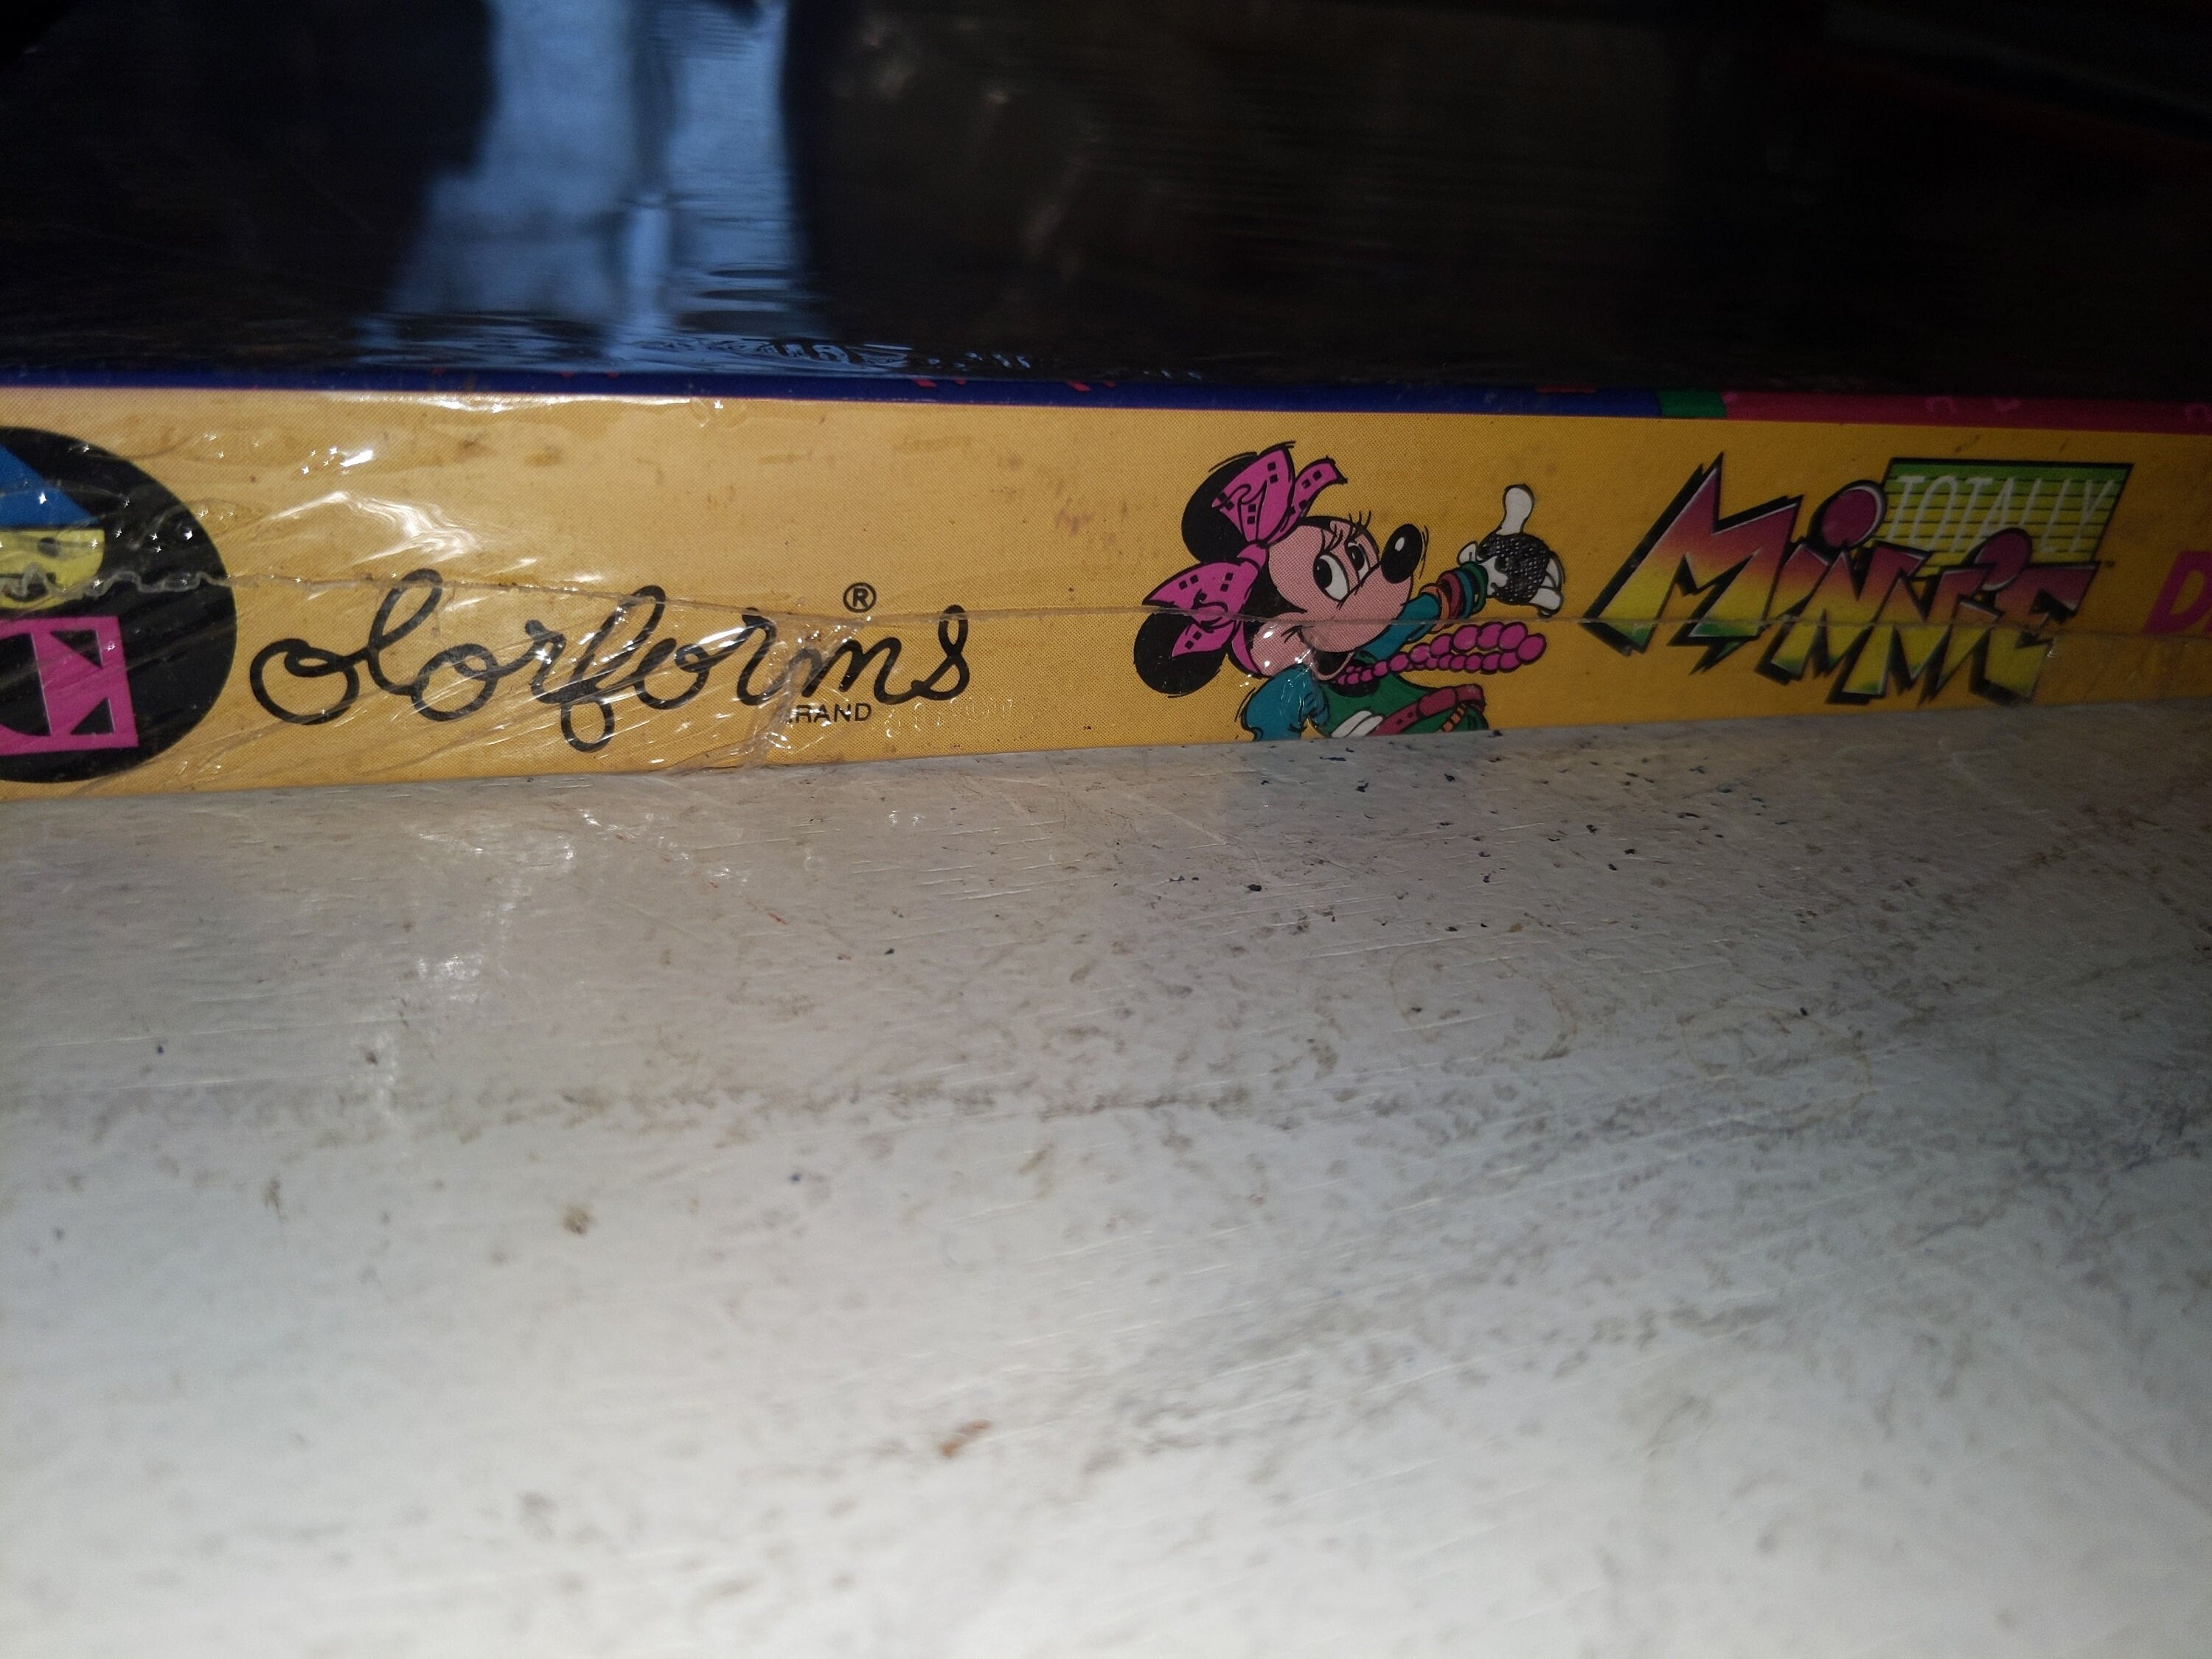 olorforms®
BRAND
TOTALLY
MINNIE
D